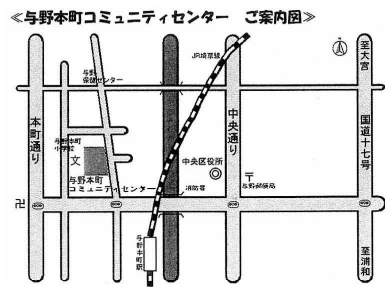 ≪与野本町コミュニティセンター ご案内図≫
JR埼京線
至大宮
与野
保健センター
本町通り
中央通り
国道十七号
与野本町
小学校
文
与野本町
コミュニティセンター
中央区役所
消防署
〒
与野郵便局
卍
与野本町駅
至浦和